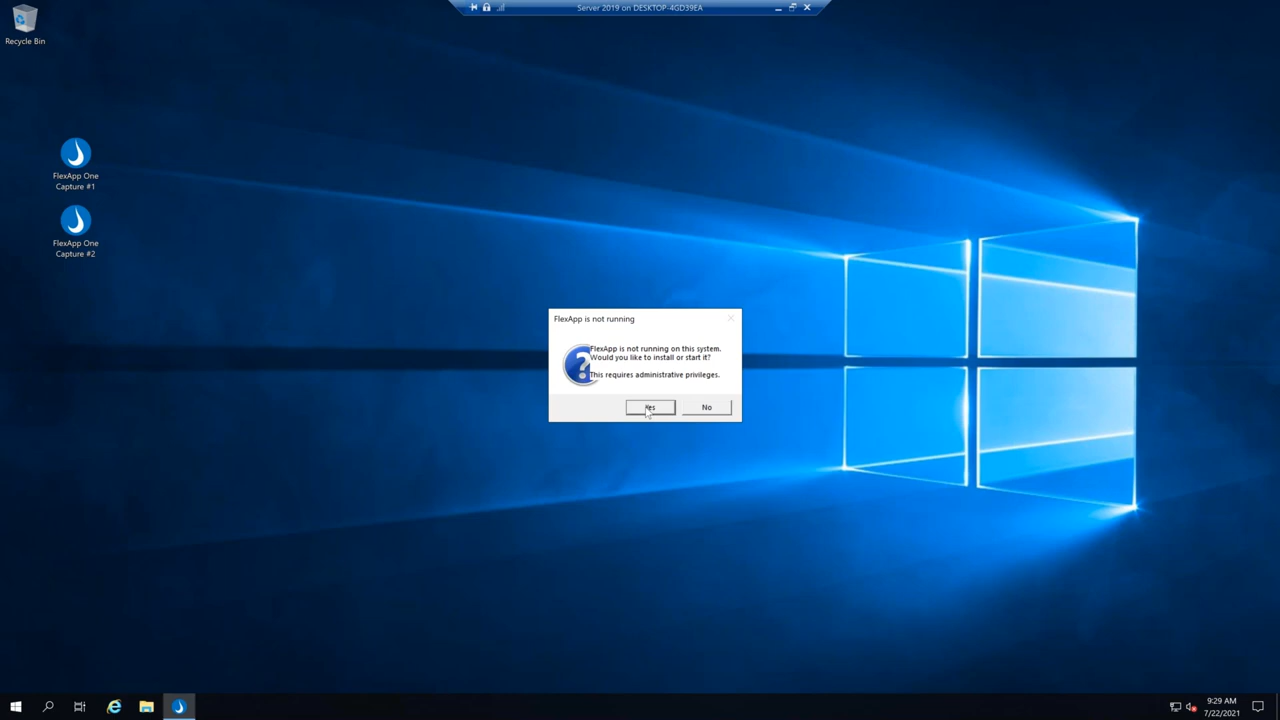 Server 2019 on DESKTOP-4GD39EA
Recycle Bin
FlexApp One
Capture #1
FlexApp One
Capture #2
FlexApp is not running
FlexApp is not running on this system.
Would you like to install or start it?
This requires administrative privileges.
Yes
No
9:29 AM
7/22/2021